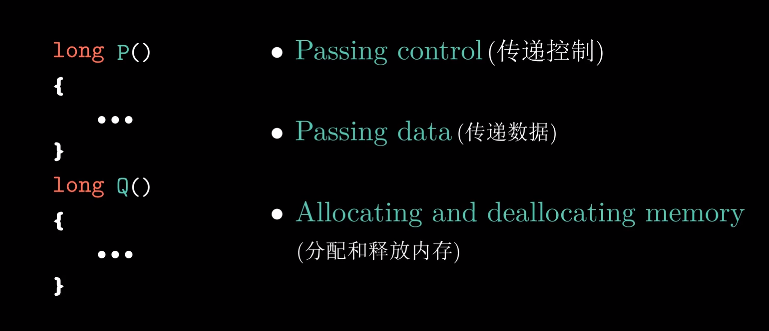 long P()
{
...
}
long Q()
{
...
}
• Passing control (传递控制)
• Passing data (传递数据)
• Allocating and deallocating memory
(分配和释放内存)